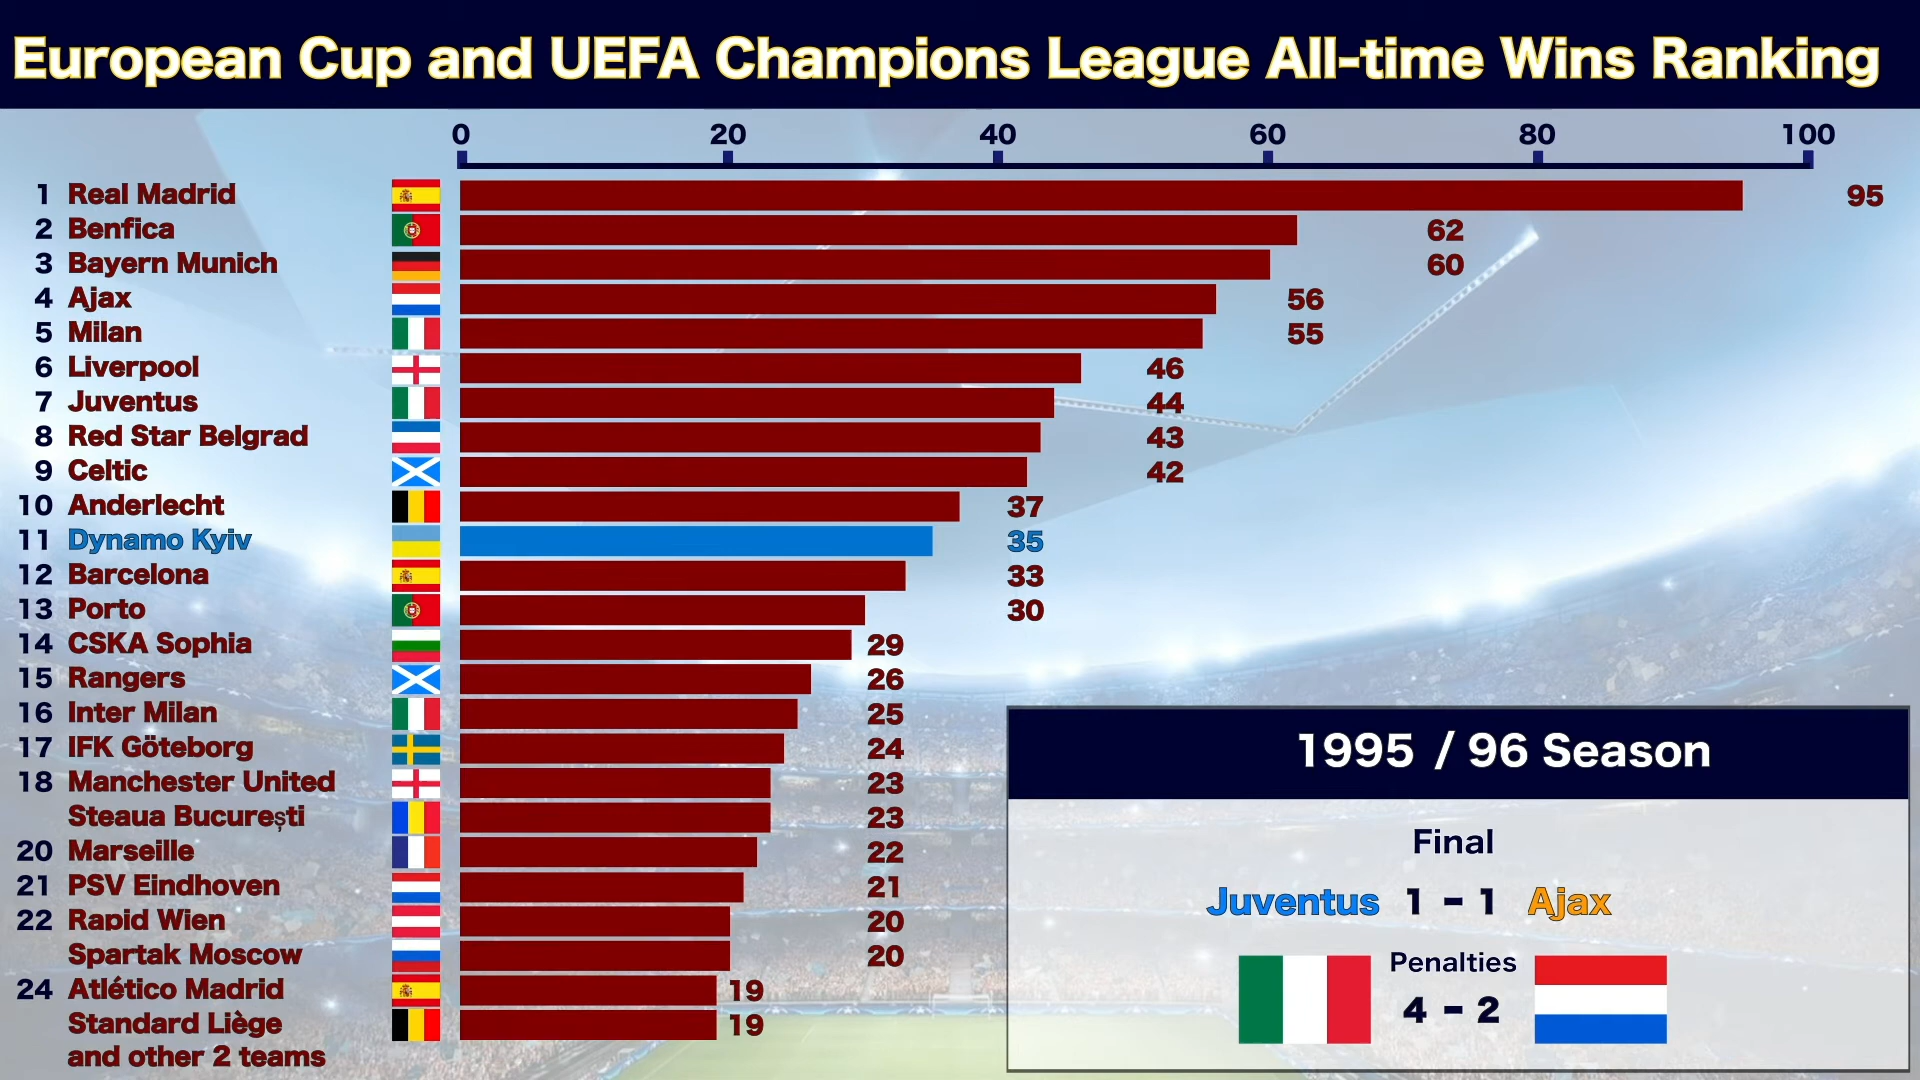 European Cup and UEFA Champions League All-time Wins Ranking
0 20 40 60 80 100
1 Real Madrid 95
2 Benfica 62
3 Bayern Munich 60
4 Ajax 56
5 Milan 55
6 Liverpool 46
7 Juventus 44
8 Red Star Belgrad 43
9 Celtic 42
10 Anderlecht 37
11 Dynamo Kyiv 35
12 Barcelona 33
13 Porto 30
14 CSKA Sophia 29
15 Rangers 26
16 Inter Milan 25
17 IFK Göteborg 24
18 Manchester United 23
Steaua București 23
20 Marseille 22
21 PSV Eindhoven 21
22 Rapid Wien 20
Spartak Moscow 20
24 Atlético Madrid 19
Standard Liège 19
and other 2 teams
1995 / 96 Season
Final
Juventus 1 - 1 Ajax
Penalties
4 - 2